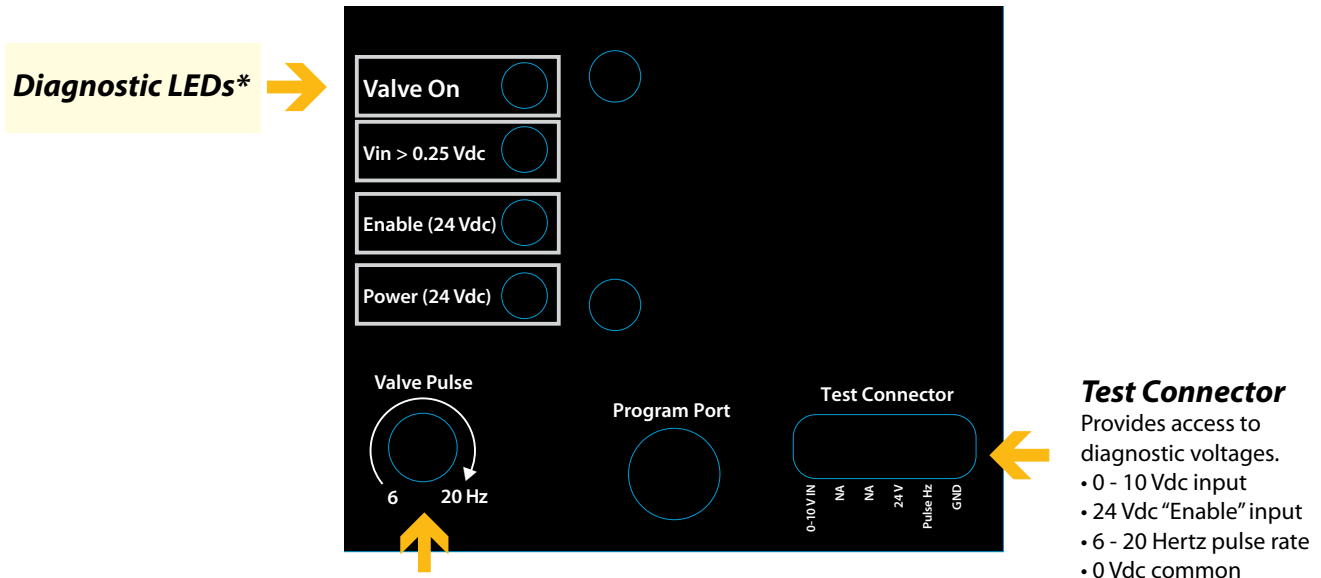 Diagnostic LEDs*
Valve On
Vin > 0.25 Vdc
Enable (24 Vdc)
Power (24 Vdc)
Valve Pulse
6
20 Hz
Program Port
Test Connector
0-10 V IN
NA
NA
24 V
Pulse Hz
GND
Test Connector
Provides access to
diagnostic voltages.
• 0 - 10 Vdc input
• 24 Vdc “Enable” input
• 6 - 20 Hertz pulse rate
• 0 Vdc common